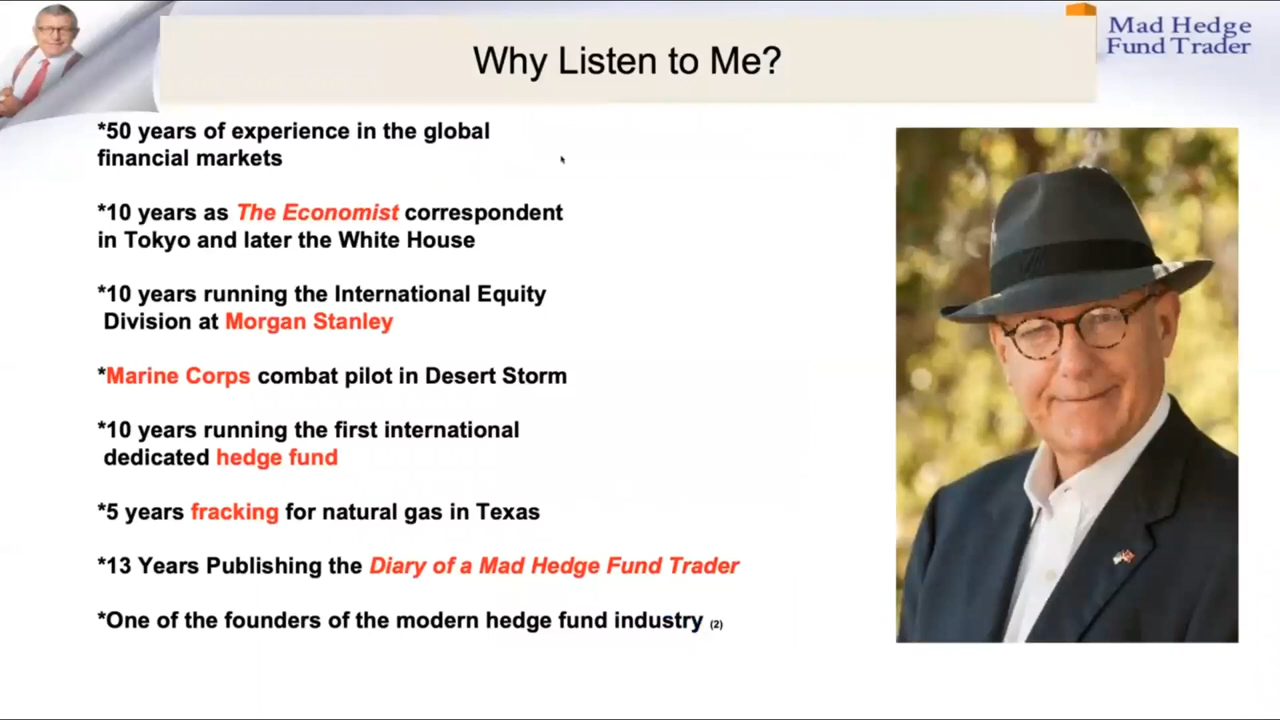 Why Listen to Me?
Mad Hedge
Fund Trader
*50 years of experience in the global
financial markets
*10 years as The Economist correspondent
in Tokyo and later the White House
*10 years running the International Equity
Division at Morgan Stanley
*Marine Corps combat pilot in Desert Storm
*10 years running the first international
dedicated hedge fund
*5 years fracking for natural gas in Texas
*13 Years Publishing the Diary of a Mad Hedge Fund Trader
*One of the founders of the modern hedge fund industry (2)